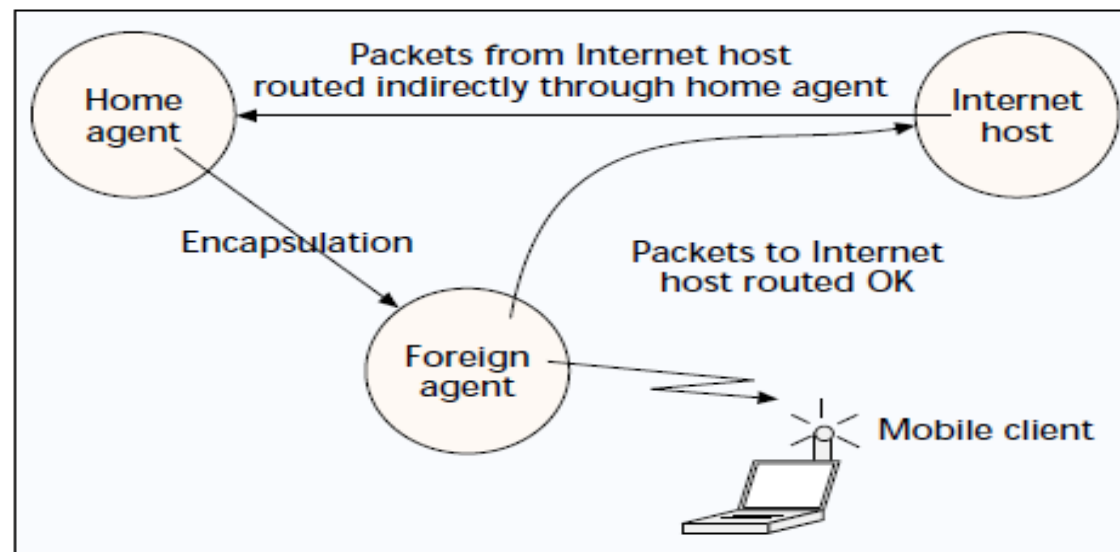 Packets from Internet host
routed indirectly through home agent
Home
agent
Internet
host
Encapsulation
Packets to Internet
host routed OK
Foreign
agent
Mobile client